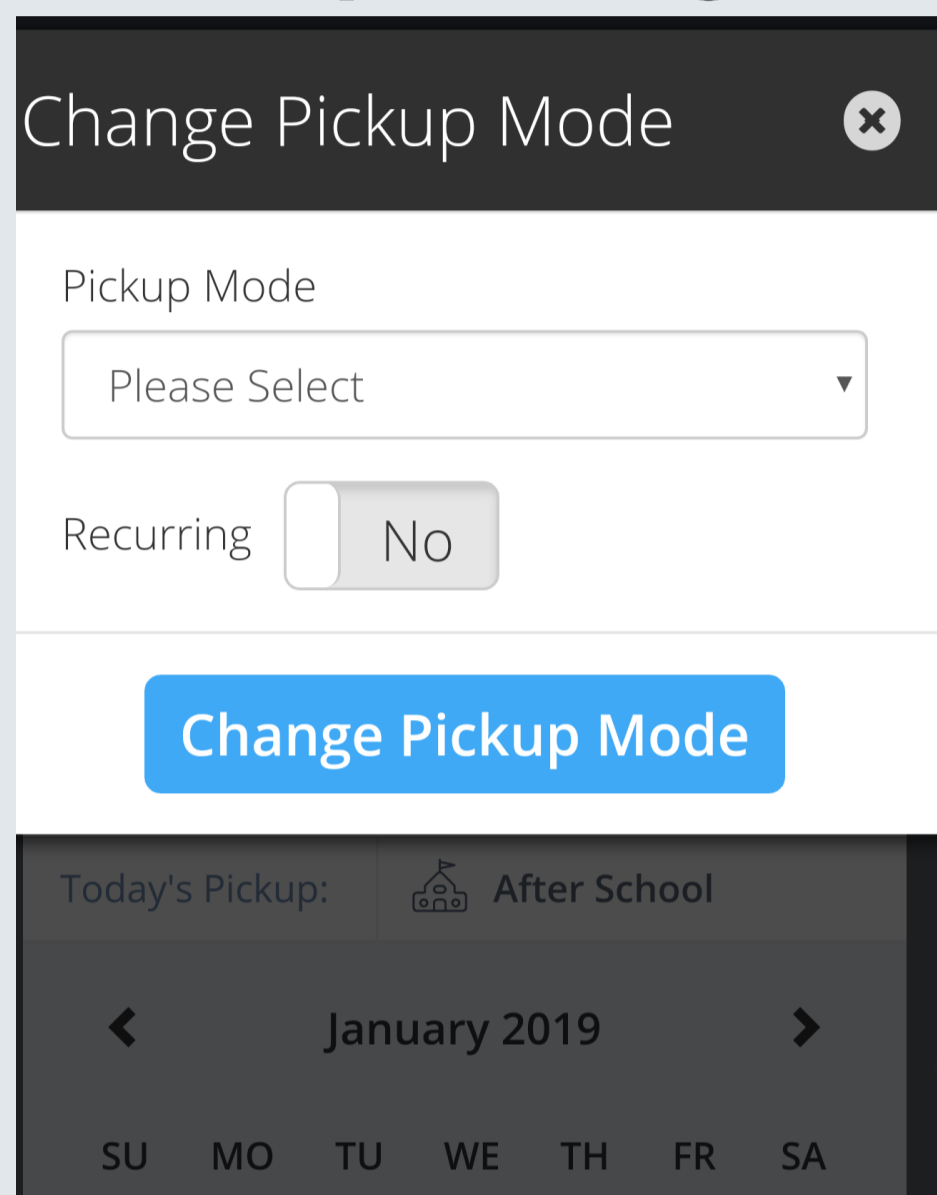 Change Pickup Mode
Pickup Mode
Please Select
Recurring No
Change Pickup Mode
Today's Pickup: After School
January 2019
SU MO TU WE TH FR SA